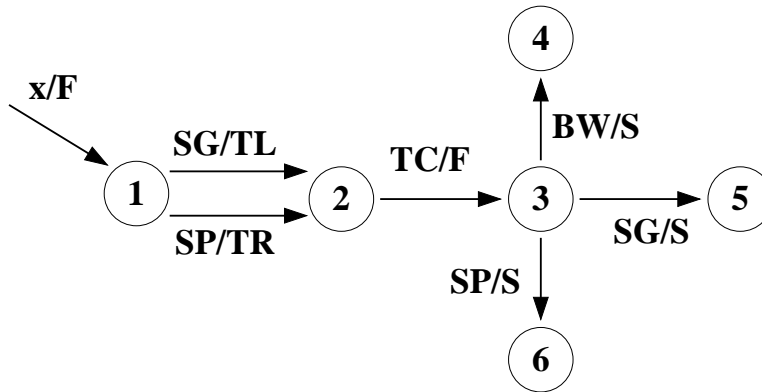 4
x/F
SG/TL
BW/S
TC/F
1
2
3
5
SP/TR
SG/S
SP/S
6